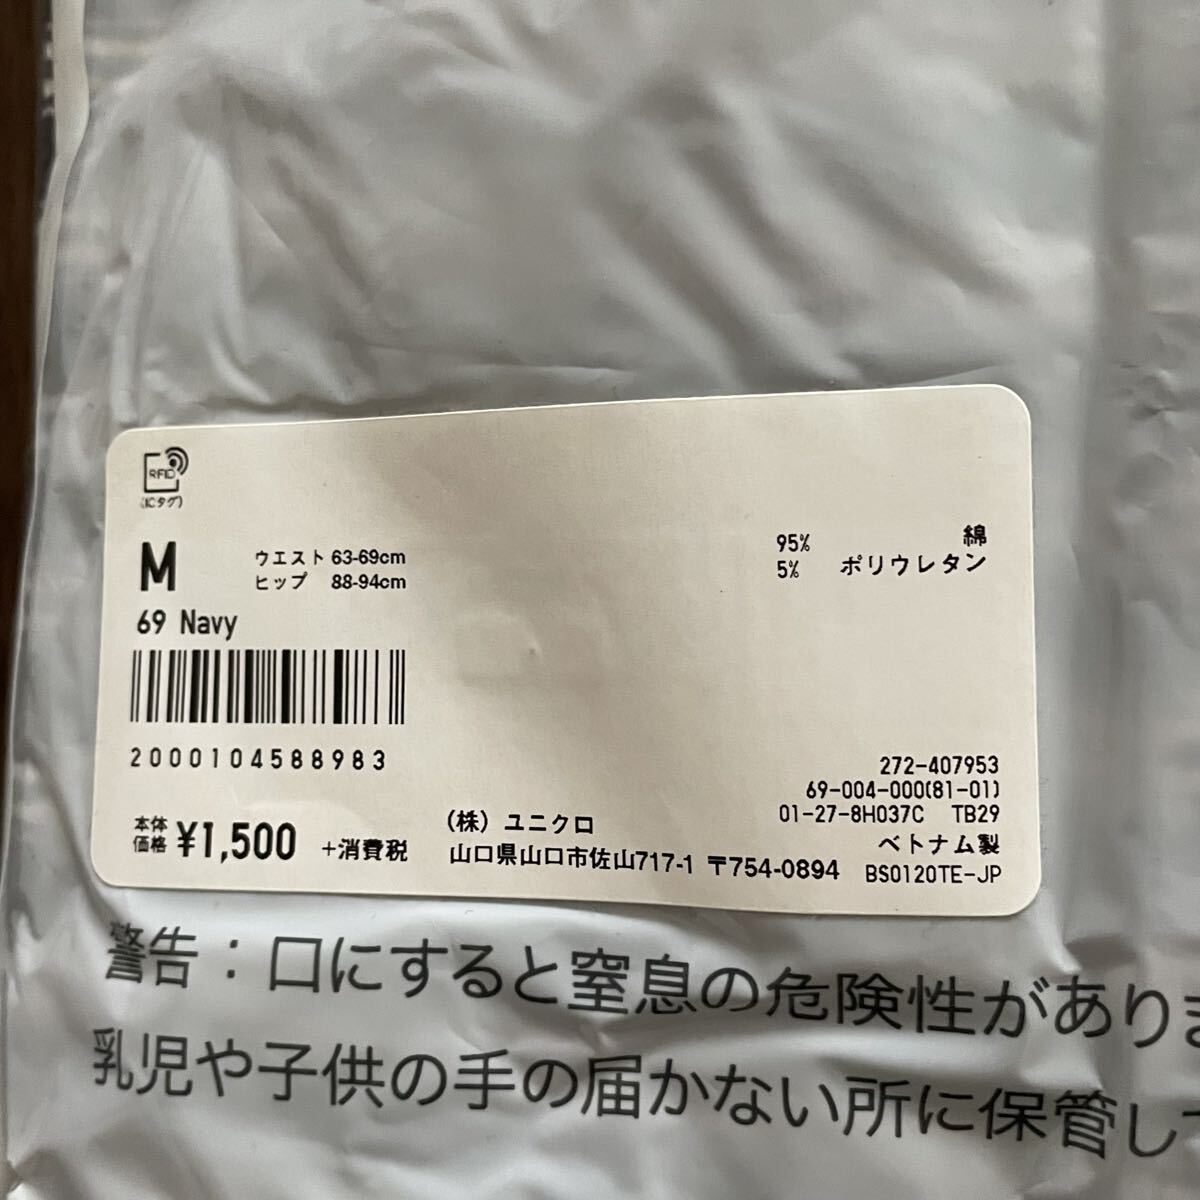 RFID
(ICタグ)
M
ウエスト 63-69cm
ヒップ 88-94cm
69 Navy
2000104588983
本体
価格 ¥1,500 +消費税
95% 綿
5% ポリウレタン
272-407953
69-004-000(81-01)
01-27-8H037C TB29
ベトナム製
BS0120TE-JP
(株) ユニクロ
山口県山口市佐山717-1 〒754-0894
警告：口にすると窒息の危険性がありま
乳児や子供の手の届かない所に保管し